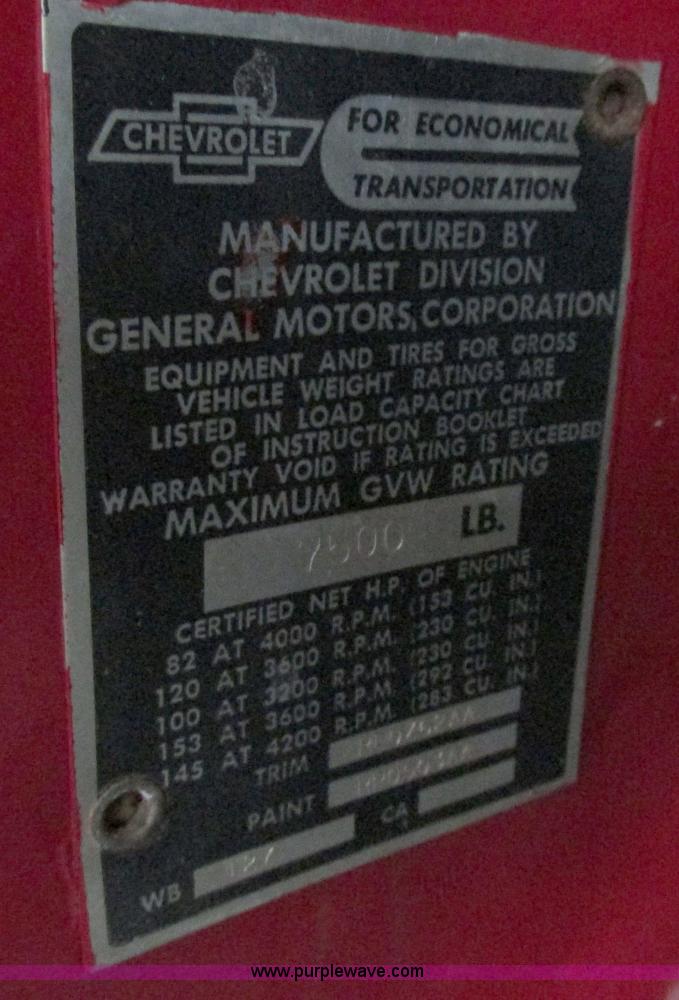 CHEVROLET
FOR ECONOMICAL
TRANSPORTATION
MANUFACTURED BY
CHEVROLET DIVISION
GENERAL MOTORS CORPORATION
EQUIPMENT AND TIRES FOR GROSS
VEHICLE WEIGHT RATINGS ARE
LISTED IN LOAD CAPACITY CHART
OF INSTRUCTION BOOKLET
WARRANTY VOID IF RATING IS EXCEEDED
MAXIMUM GVW RATING
7500 LB.
CERTIFIED NET H.P. OF ENGINE
82 AT 4000 R.P.M. (153 CU. IN.)
120 AT 3600 R.P.M. (230 CU. IN.)
100 AT 3200 R.P.M. (230 CU. IN.)
153 AT 3600 R.P.M. (292 CU. IN.)
145 AT 4200 R.P.M. (283 CU. IN.)
TRIM
PAINT
WB 127 CA
www.purplewave.com